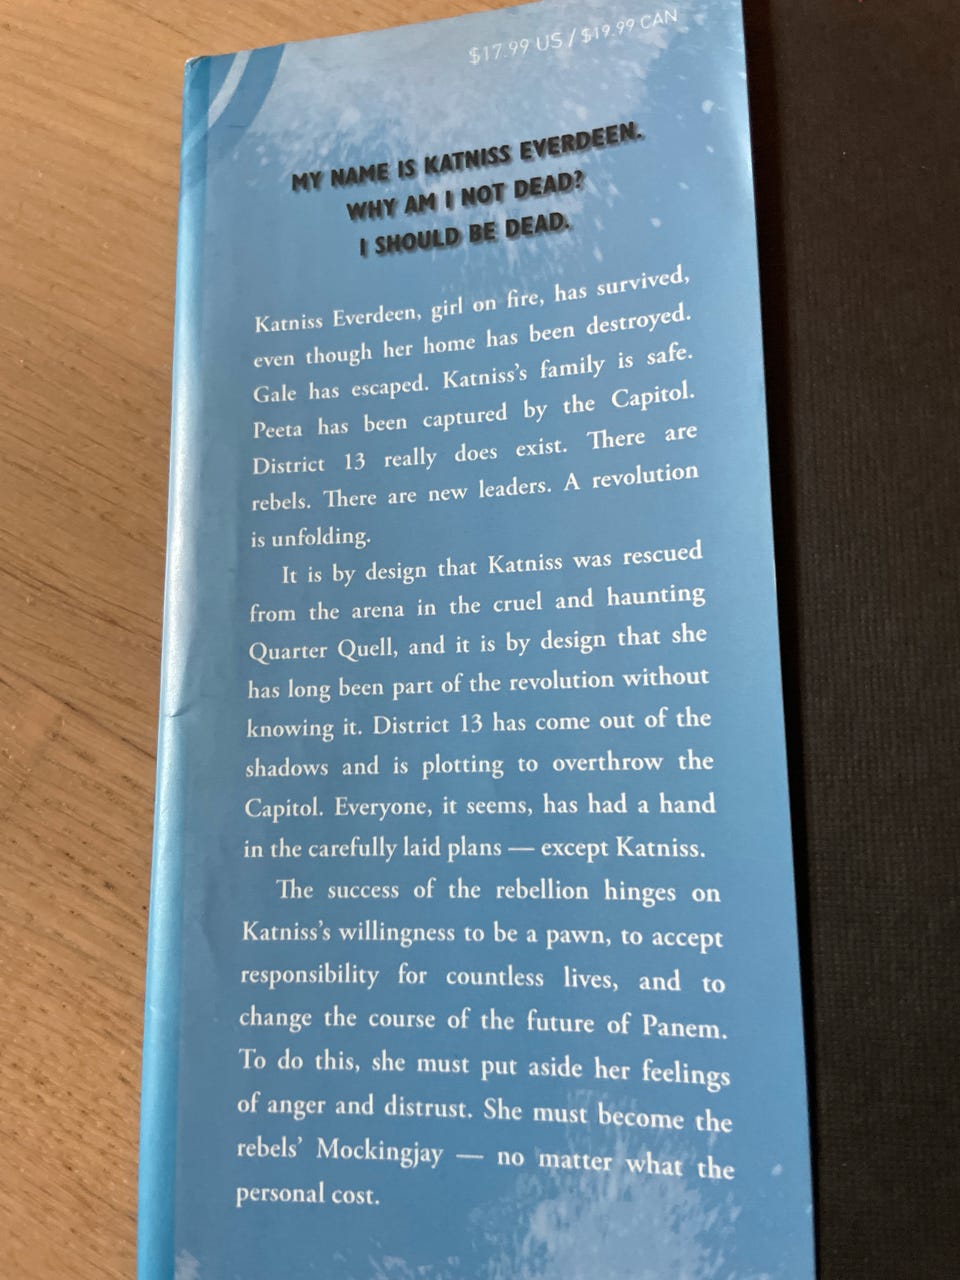 $17.99 US / $19.99 CAN
MY NAME IS KATNISS EVERDEEN.
WHY AM I NOT DEAD?
I SHOULD BE DEAD.
Katniss Everdeen, girl on fire, has survived,
even though her home has been destroyed.
Gale has escaped. Katniss's family is safe.
Peeta has been captured by the Capitol.
District 13 really does exist. There are
rebels. There are new leaders. A revolution
is unfolding.
It is by design that Katniss was rescued
from the arena in the cruel and haunting
Quarter Quell, and it is by design that she
has long been part of the revolution without
knowing it. District 13 has come out of the
shadows and is plotting to overthrow the
Capitol. Everyone, it seems, has had a hand
in the carefully laid plans — except Katniss.
The success of the rebellion hinges on
Katniss's willingness to be a pawn, to accept
responsibility for countless lives, and to
change the course of the future of Panem.
To do this, she must put aside her feelings
of anger and distrust. She must become the
rebels' Mockingjay — no matter what the
personal cost.